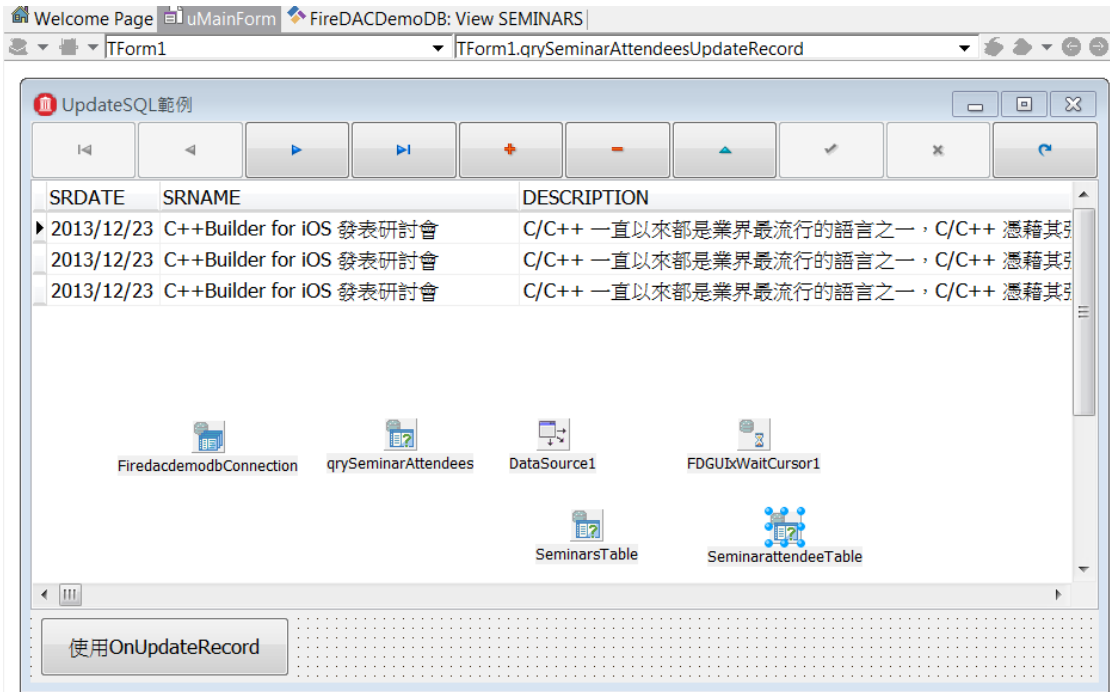 Welcome Page uMainForm FireDACDemoDB: View SEMINARS
TForm1 TForm1.qrySeminarAttendeesUpdateRecord
UpdateSQL範例
SRDATE SRNAME DESCRIPTION
2013/12/23 C++Builder for iOS 發表研討會 C/C++ 一直以來都是業界最流行的語言之一，C/C++ 憑藉其
2013/12/23 C++Builder for iOS 發表研討會 C/C++ 一直以來都是業界最流行的語言之一，C/C++ 憑藉其
2013/12/23 C++Builder for iOS 發表研討會 C/C++ 一直以來都是業界最流行的語言之一，C/C++ 憑藉其
FiredacdemodbConnection qrySeminarAttendees DataSource1 FDGUIxWaitCursor1
SeminarsTable SeminarattendeeTable
使用OnUpdateRecord